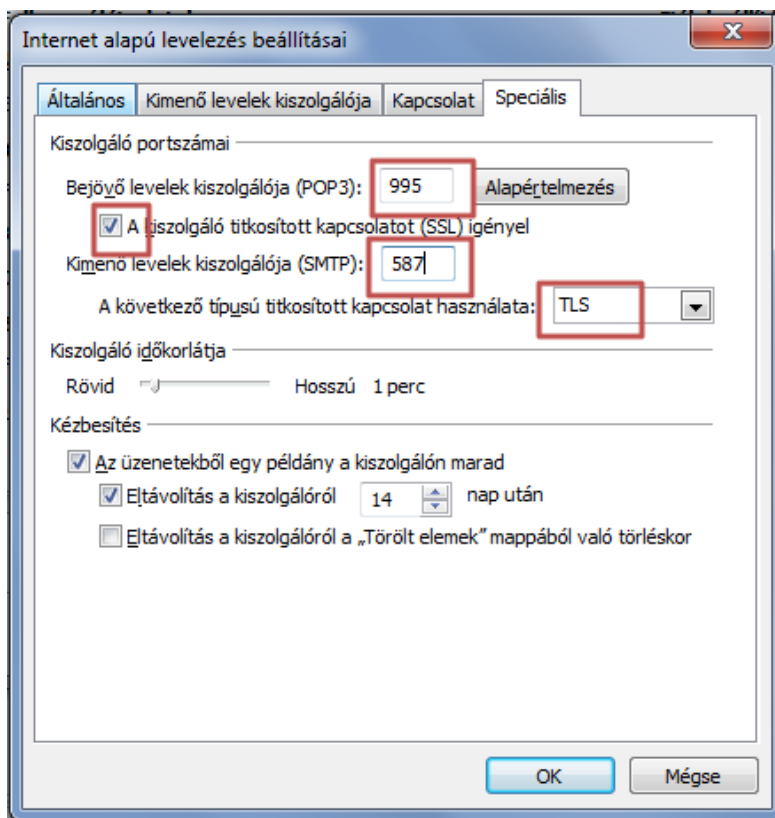 Internet alapú levelezés beállításai
Általános Kimenő levelek kiszolgálója Kapcsolat Speciális
Kiszolgáló portszámai
Bejövő levelek kiszolgálója (POP3): 995 Alapértelmezés
A kiszolgáló titkosított kapcsolatot (SSL) igényel
Kimenő levelek kiszolgálója (SMTP): 587
A következő típusú titkosított kapcsolat használata: TLS
Kiszolgáló időkorlátja
Rövid Hosszú 1 perc
Kézbesítés
Az üzenetekből egy példány a kiszolgálón marad
Eltávolítás a kiszolgálóról 14 nap után
Eltávolítás a kiszolgálóról a „Törölt elemek” mappából való törléskor
OK Mégse